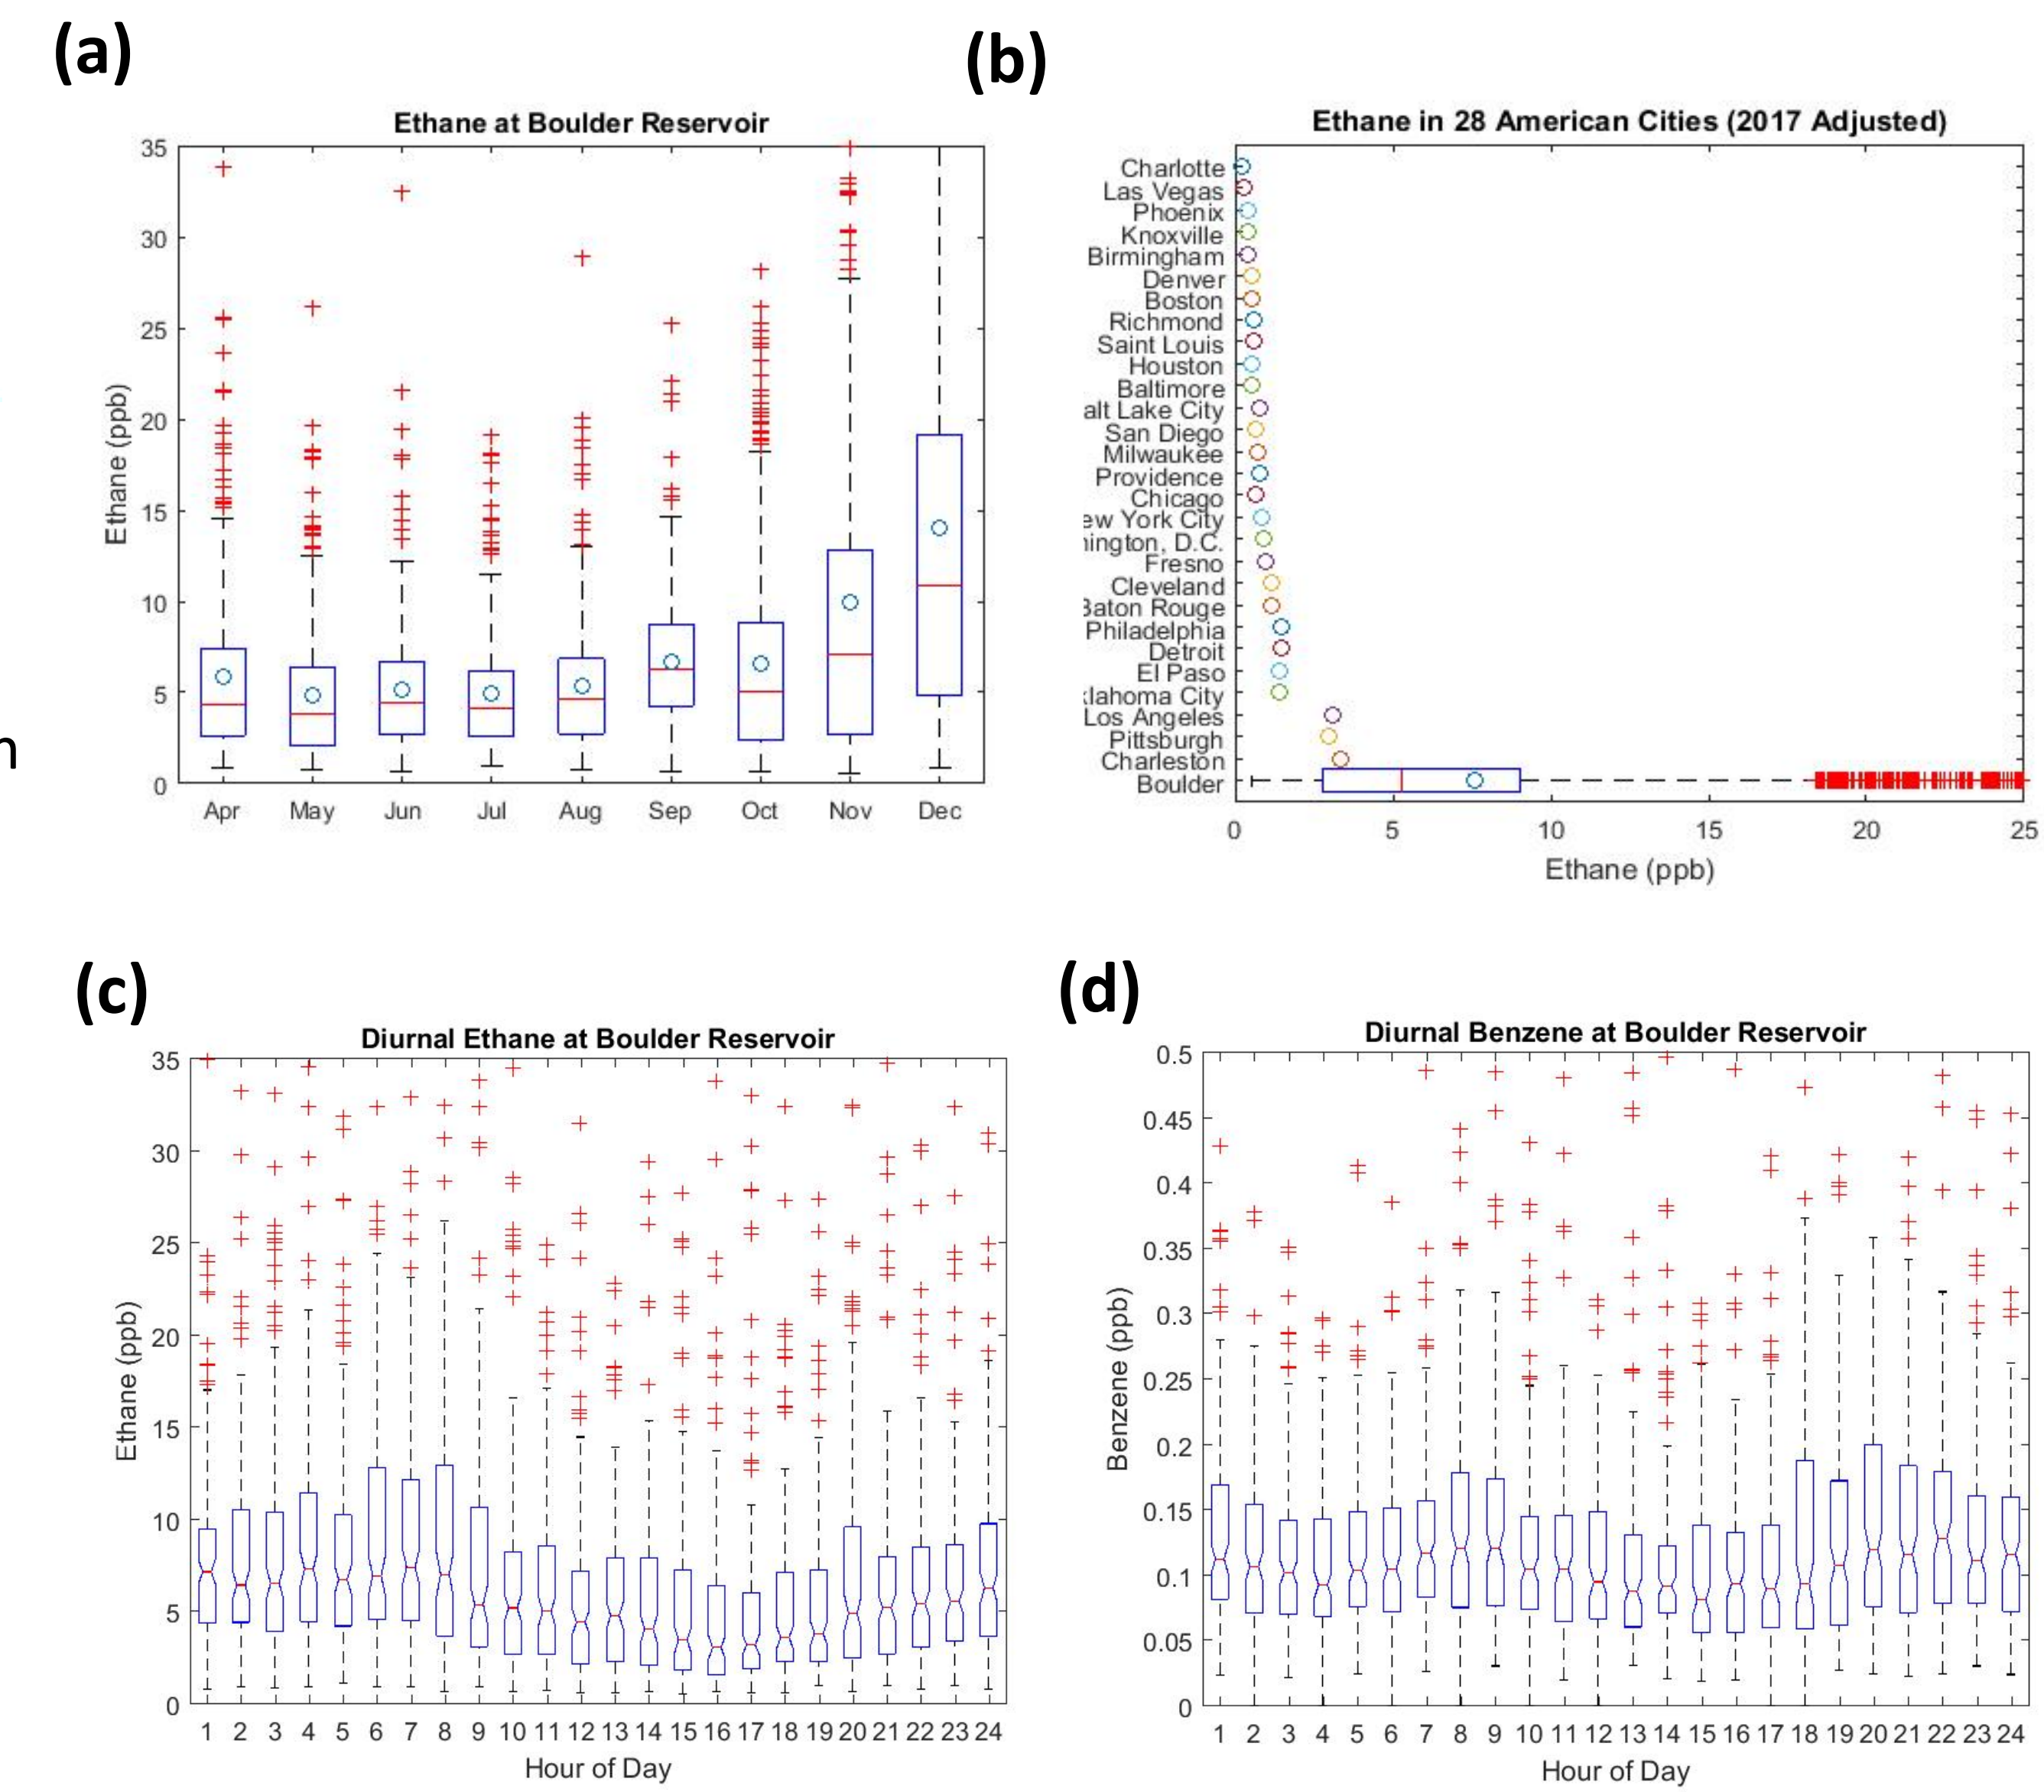 (a)
Ethane at Boulder Reservoir
35
30
25
20
15
10
5
0
Ethane (ppb)
Apr May Jun Jul Aug Sep Oct Nov Dec
n
(b)
Ethane in 28 American Cities (2017 Adjusted)
Charlotte
Las Vegas
Phoenix
Knoxville
Birmingham
Denver
Boston
Richmond
Saint Louis
Houston
Baltimore
alt Lake City
San Diego
Milwaukee
Providence
Chicago
ew York City
nington, D.C.
Fresno
Cleveland
Baton Rouge
Philadelphia
Detroit
El Paso
klahoma City
Los Angeles
Pittsburgh
Charleston
Boulder
0 5 10 15 20 25
Ethane (ppb)
(c)
Diurnal Ethane at Boulder Reservoir
35
30
25
20
15
10
5
0
Ethane (ppb)
1 2 3 4 5 6 7 8 9 10 11 12 13 14 15 16 17 18 19 20 21 22 23 24
Hour of Day
(d)
Diurnal Benzene at Boulder Reservoir
0.5
0.45
0.4
0.35
0.3
0.25
0.2
0.15
0.1
0.05
0
Benzene (ppb)
1 2 3 4 5 6 7 8 9 10 11 12 13 14 15 16 17 18 19 20 21 22 23 24
Hour of Day